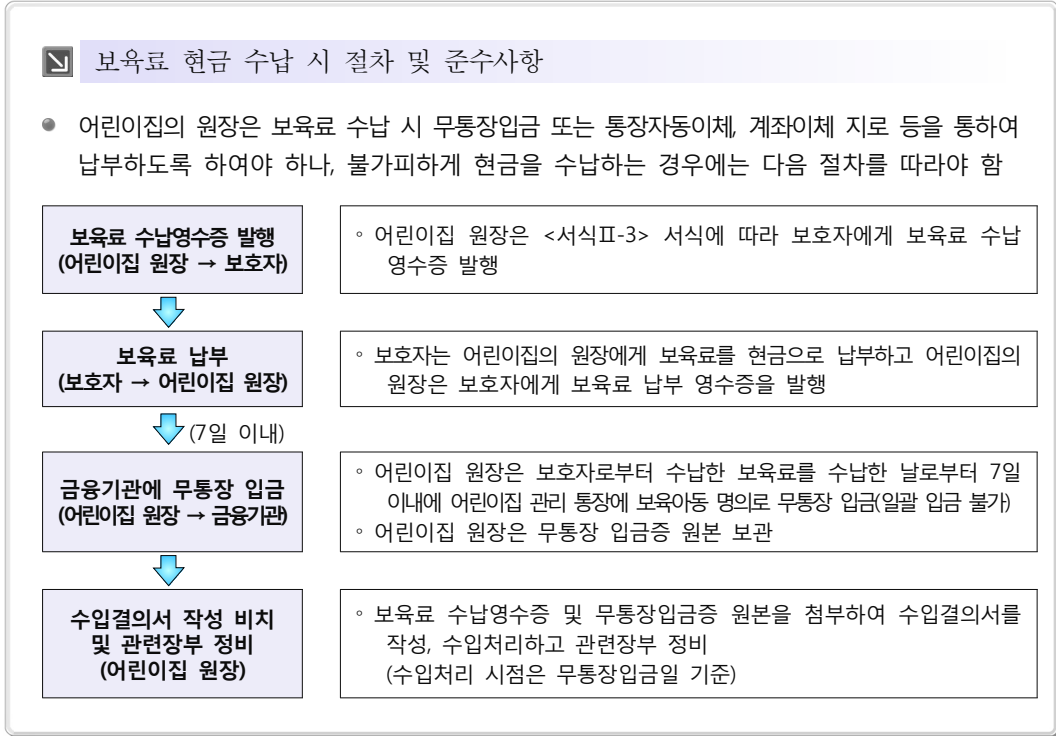 보육료 현금 수납 시 절차 및 준수사항
어린이집의 원장은 보육료 수납 시 무통장입금 또는 통장자동이체, 계좌이체 지로 등을 통하여
납부하도록 하여야 하나, 불가피하게 현금을 수납하는 경우에는 다음 절차를 따라야 함
보육료 수납영수증 발행
(어린이집 원장 → 보호자)
◦ 어린이집 원장은 <서식Ⅱ-3> 서식에 따라 보호자에게 보육료 수납
영수증 발행
보육료 납부
(보호자 → 어린이집 원장)
◦ 보호자는 어린이집의 원장에게 보육료를 현금으로 납부하고 어린이집의
원장은 보호자에게 보육료 납부 영수증을 발행
(7일 이내)
금융기관에 무통장 입금
(어린이집 원장 → 금융기관)
◦ 어린이집 원장은 보호자로부터 수납한 보육료를 수납한 날로부터 7일
이내에 어린이집 관리 통장에 보육아동 명의로 무통장 입금(일괄 입금 불가)
◦ 어린이집 원장은 무통장 입금증 원본 보관
수입결의서 작성 비치
및 관련장부 정비
(어린이집 원장)
◦ 보육료 수납영수증 및 무통장입금증 원본을 첨부하여 수입결의서를
작성, 수입처리하고 관련장부 정비
(수입처리 시점은 무통장입금일 기준)